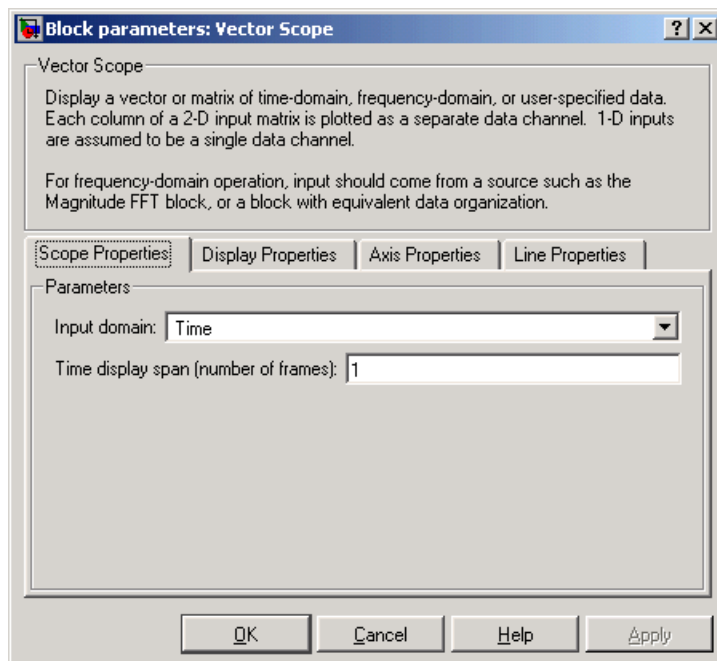 Block parameters: Vector Scope
Vector Scope
Display a vector or matrix of time-domain, frequency-domain, or user-specified data.
Each column of a 2-D input matrix is plotted as a separate data channel. 1-D inputs
are assumed to be a single data channel.
For frequency-domain operation, input should come from a source such as the
Magnitude FFT block, or a block with equivalent data organization.
Scope Properties Display Properties Axis Properties Line Properties
Parameters
Input domain: Time
Time display span (number of frames): 1
OK Cancel Help Apply